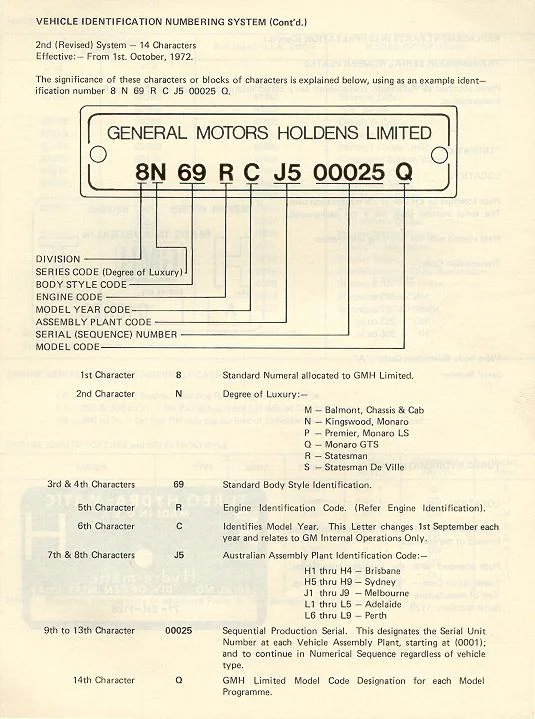 VEHICLE IDENTIFICATION NUMBERING SYSTEM (Cont'd.)
2nd (Revised) System — 14 Characters
Effective:— From 1st. October, 1972.
The significance of these characters or blocks of characters is explained below, using as an example ident—
ification number 8 N 69 R C J5 00025 Q.
GENERAL MOTORS HOLDENS LIMITED
8N 69 R C J5 00025 Q
DIVISION
SERIES CODE (Degree of Luxury)
BODY STYLE CODE
ENGINE CODE
MODEL YEAR CODE
ASSEMBLY PLANT CODE
SERIAL (SEQUENCE) NUMBER
MODEL CODE
1st Character 8 Standard Numeral allocated to GMH Limited.
2nd Character N Degree of Luxury:—
M — Balmont, Chassis & Cab
N — Kingswood, Monaro
P — Premier, Monaro LS
Q — Monaro GTS
R — Statesman
S — Statesman De Ville
3rd & 4th Characters 69 Standard Body Style Identification.
5th Character R Engine Identification Code. (Refer Engine Identification).
6th Character C Identifies Model Year. This Letter changes 1st September each
year and relates to GM Internal Operations Only.
7th & 8th Characters J5 Australian Assembly Plant Identification Code:—
H1 thru H4 — Brisbane
H5 thru H9 — Sydney
J1 thru J9 — Melbourne
L1 thru L5 — Adelaide
L6 thru L9 — Perth
9th to 13th Character 00025 Sequential Production Serial. This designates the Serial Unit
Number at each Vehicle Assembly Plant, starting at (0001);
and to continue in Numerical Sequence regardless of vehicle
type.
14th Character Q GMH Limited Model Code Designation for each Model
Programme.